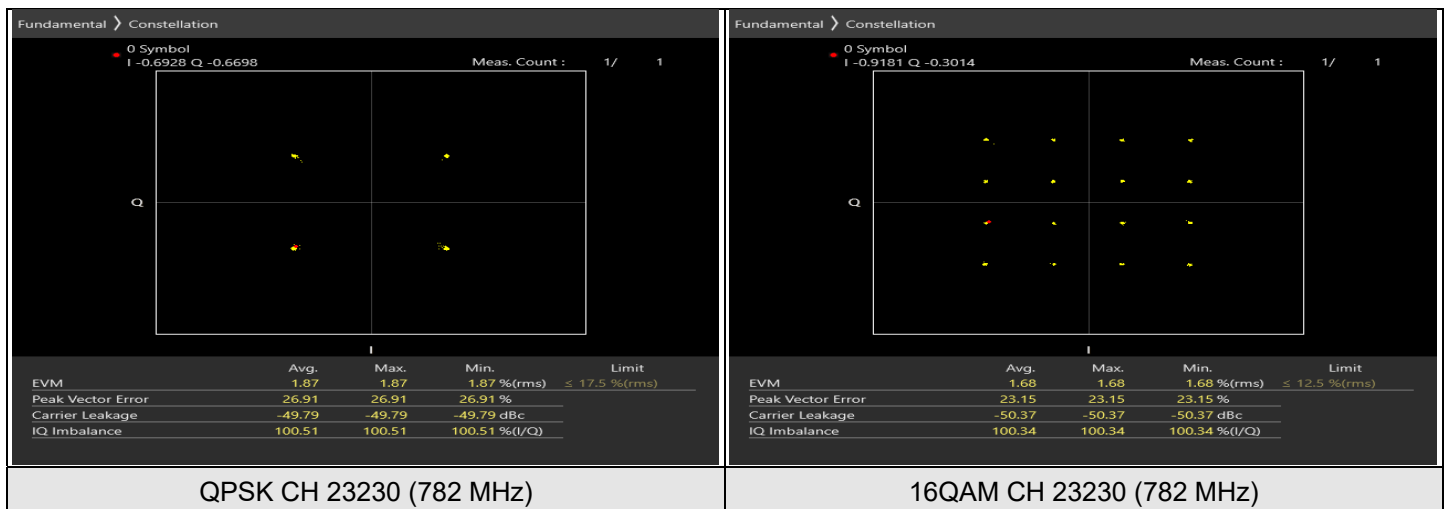 Fundamental ❯ Constellation
0 Symbol
I -0.6928 Q -0.6698 Meas. Count : 1/ 1
Q
I
Avg. Max. Min. Limit
EVM 1.87 1.87 1.87 %(rms) ≤ 17.5 %(rms)
Peak Vector Error 26.91 26.91 26.91 %
Carrier Leakage -49.79 -49.79 -49.79 dBc
IQ Imbalance 100.51 100.51 100.51 %(I/Q)
QPSK CH 23230 (782 MHz)
Fundamental ❯ Constellation
0 Symbol
I -0.9181 Q -0.3014 Meas. Count : 1/ 1
Q
I
Avg. Max. Min. Limit
EVM 1.68 1.68 1.68 %(rms) ≤ 12.5 %(rms)
Peak Vector Error 23.15 23.15 23.15 %
Carrier Leakage -50.37 -50.37 -50.37 dBc
IQ Imbalance 100.34 100.34 100.34 %(I/Q)
16QAM CH 23230 (782 MHz)